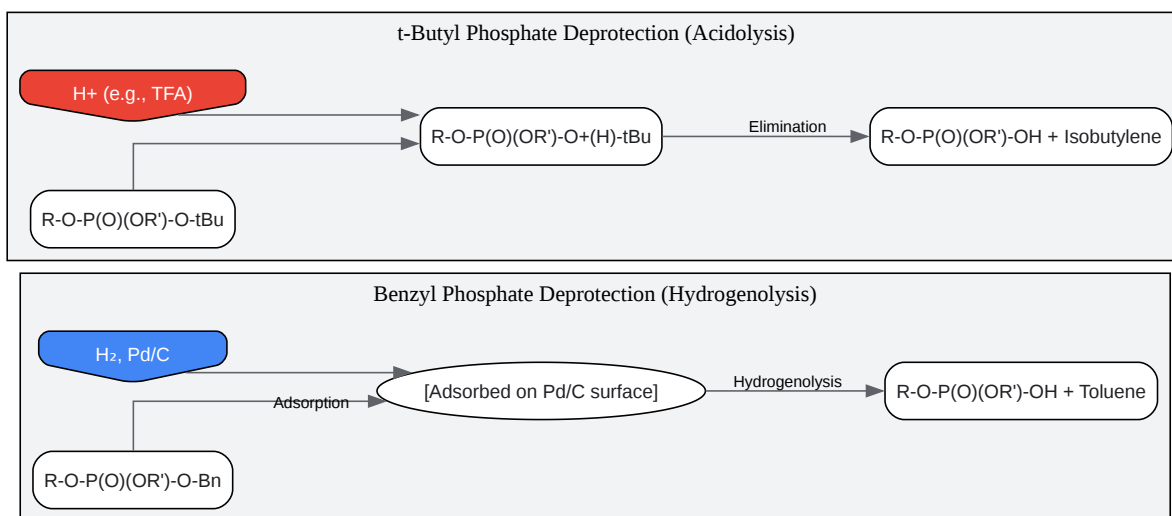 t-Butyl Phosphate Deprotection (Acidolysis)
H+ (e.g., TFA)
R-O-P(O)(OR')-O-tBu
R-O-P(O)(OR')-O+(H)-tBu
Elimination
R-O-P(O)(OR')-OH + Isobutylene
Benzyl Phosphate Deprotection (Hydrogenolysis)
H₂, Pd/C
Adsorption
R-O-P(O)(OR')-O-Bn
[Adsorbed on Pd/C surface]
Hydrogenolysis
R-O-P(O)(OR')-OH + Toluene